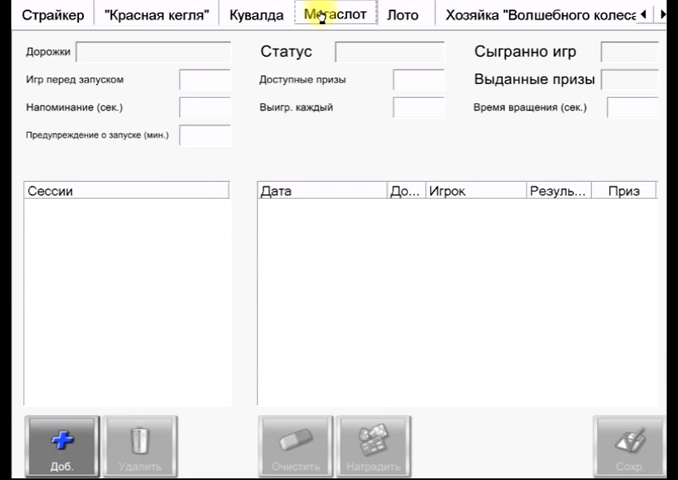 Страйкер "Красная кегля" Кувалда Мегаслот Лото Хозяйка "Волшебного колеса
Дорожки Статус Сыгранно игр
Игр перед запуском Доступные призы Выданные призы
Напоминание (сек.) Выигр. каждый Время вращения (сек.)
Предупреждение о запуске (мин.)
Сессии Дата До... Игрок Резуль... Приз
Доб. Удалить Очистить Наградить Сохр.